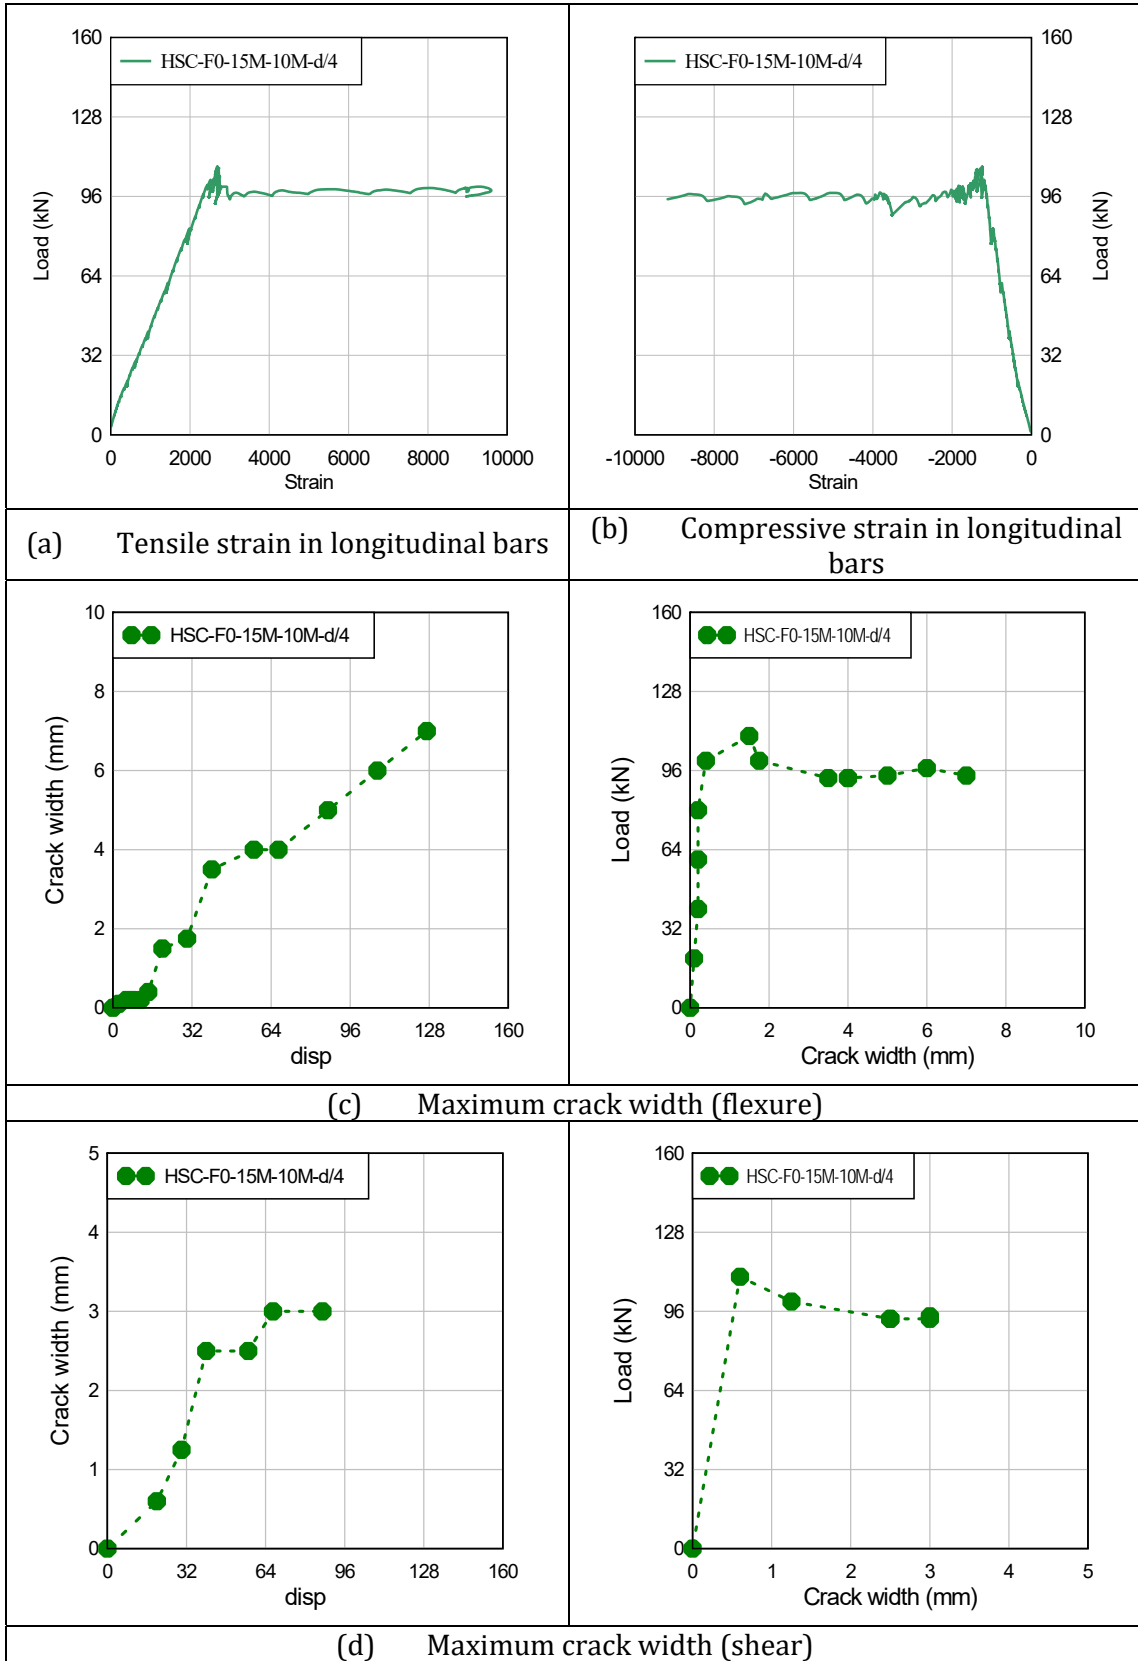 160
128
96
64
32
0
Load (kN)
HSC-F0-15M-10M-d/4
0 2000 4000 6000 8000 10000
Strain
HSC-F0-15M-10M-d/4
160
128
96
64
32
0
Load (kN)
-10000 -8000 -6000 -4000 -2000 0
Strain
(a) Tensile strain in longitudinal bars
(b) Compressive strain in longitudinal
bars
10
8
6
4
2
0
Crack width (mm)
HSC-F0-15M-10M-d/4
0 32 64 96 128 160
disp
160
128
96
64
32
0
Load (kN)
HSC-F0-15M-10M-d/4
0 2 4 6 8 10
Crack width (mm)
(c) Maximum crack width (flexure)
5
4
3
2
1
0
Crack width (mm)
HSC-F0-15M-10M-d/4
0 32 64 96 128 160
disp
160
128
96
64
32
0
Load (kN)
HSC-F0-15M-10M-d/4
0 1 2 3 4 5
Crack width (mm)
(d) Maximum crack width (shear)